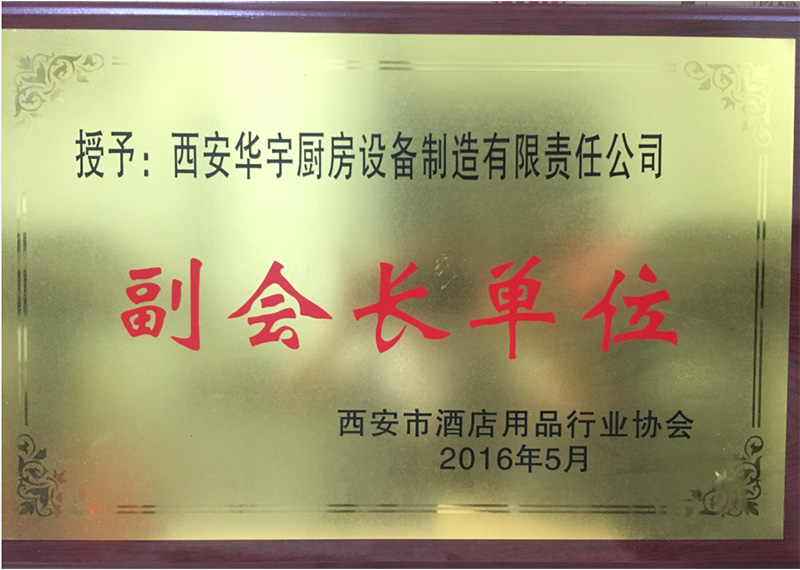 授予：西安华宇厨房设备制造有限责任公司
副会长单位
西安市酒店用品行业协会
2016年5月